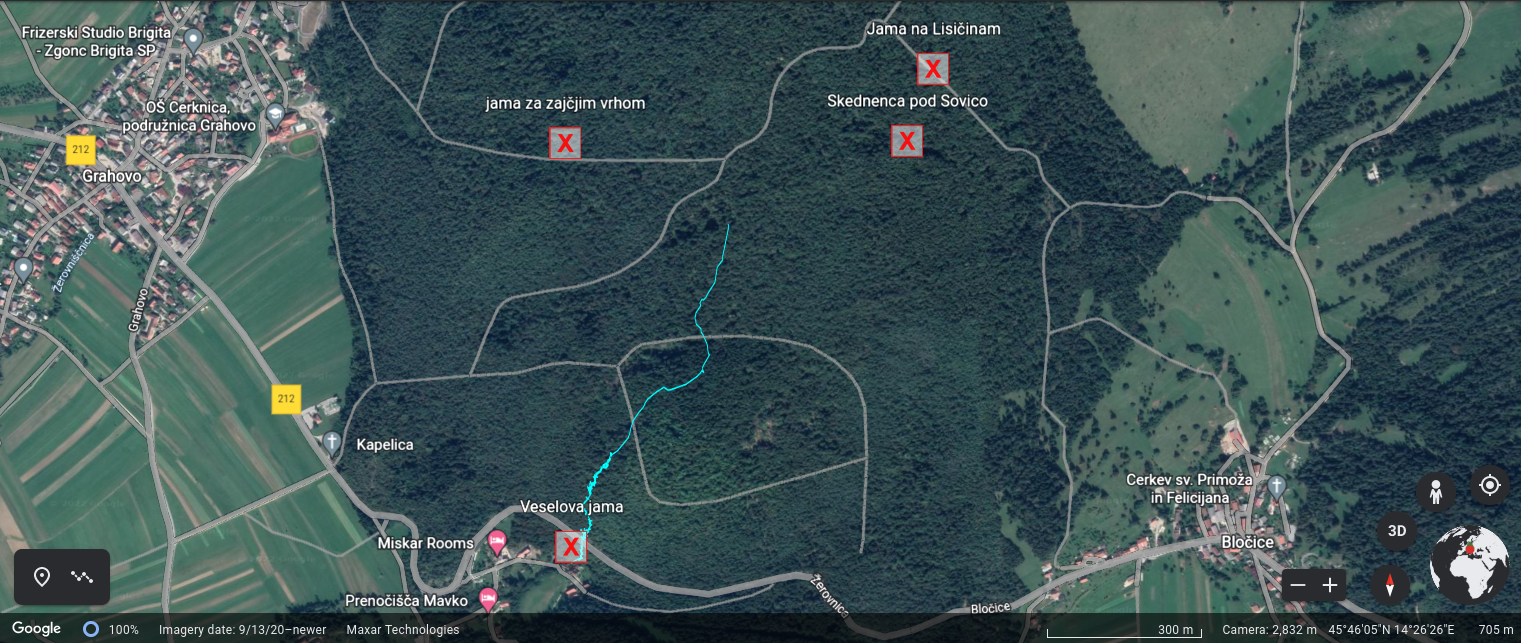 Frizerski Studio Brigita
- Zgonc Brigita SP
Jama na Lisičinam
OŠ Cerknica,
podružnica Grahovo
jama za zajčjim vrhom
X
Skednenca pod Sovico
X
X
212
Grahovo
Žerovniščnica
Grahovo
212
Kapelica
Veselova jama
X
Cerkev sv. Primoža
in Felicijana
3D
Miskar Rooms
Bločice
Prenočišča Mavko
Žerovnica
Bločice
Google
100%
Imagery date: 9/13/20–newer
Maxar Technologies
300 m
Camera: 2,832 m
45°46'05"N 14°26'26"E
705 m